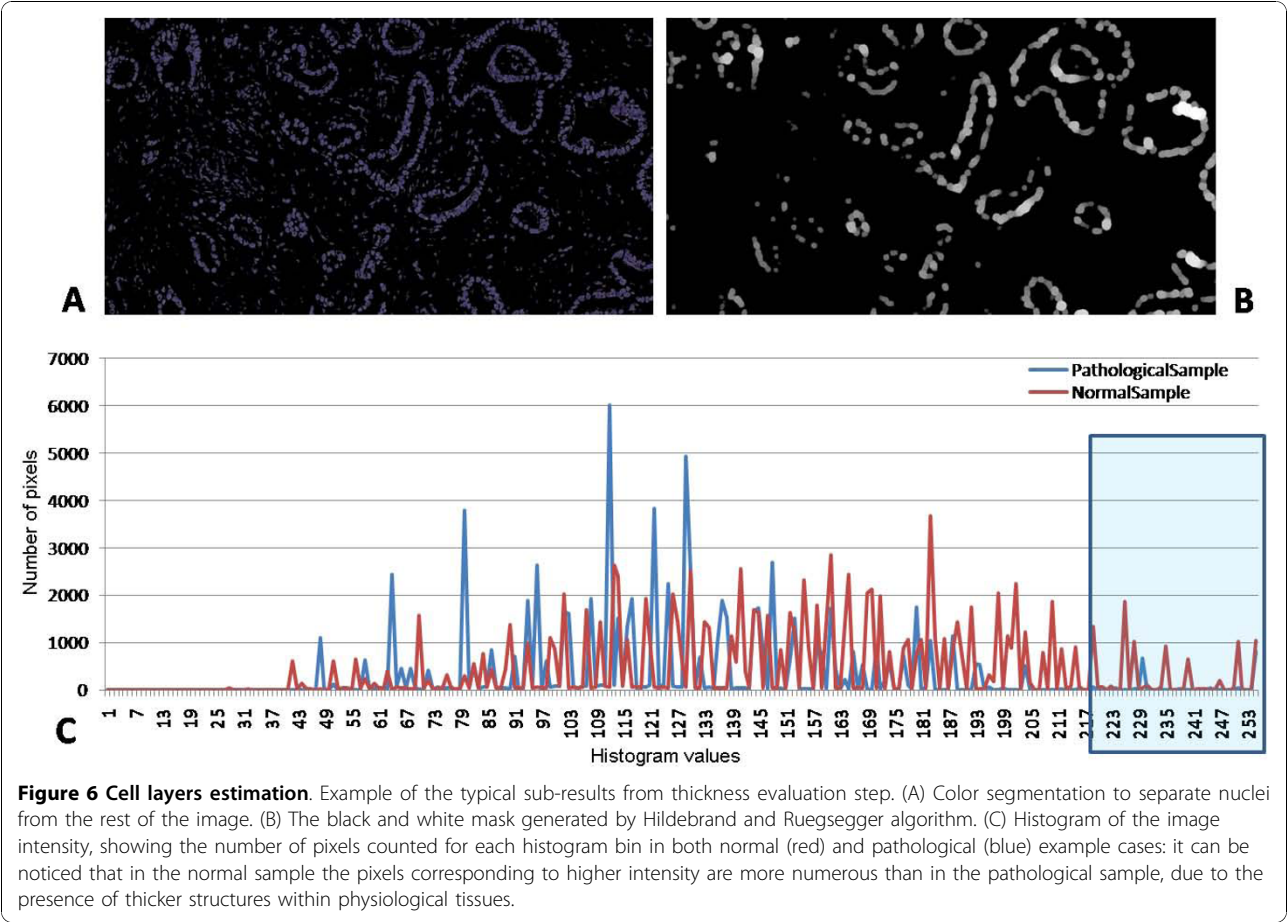 A
B
7000
6000
5000
4000
3000
2000
1000
0
Number of pixels
PathologicalSample
NormalSample
1 7 13 19 25 31 37 43 49 55 61 67 73 79 85 91 97 103 109 115 121 127 133 139 145 151 157 163 169 175 181 187 193 199 205 211 217 223 229 235 241 247 253
C
Histogram values
Figure 6 Cell layers estimation. Example of the typical sub-results from thickness evaluation step. (A) Color segmentation to separate nuclei
from the rest of the image. (B) The black and white mask generated by Hildebrand and Ruegsegger algorithm. (C) Histogram of the image
intensity, showing the number of pixels counted for each histogram bin in both normal (red) and pathological (blue) example cases: it can be
noticed that in the normal sample the pixels corresponding to higher intensity are more numerous than in the pathological sample, due to the
presence of thicker structures within physiological tissues.